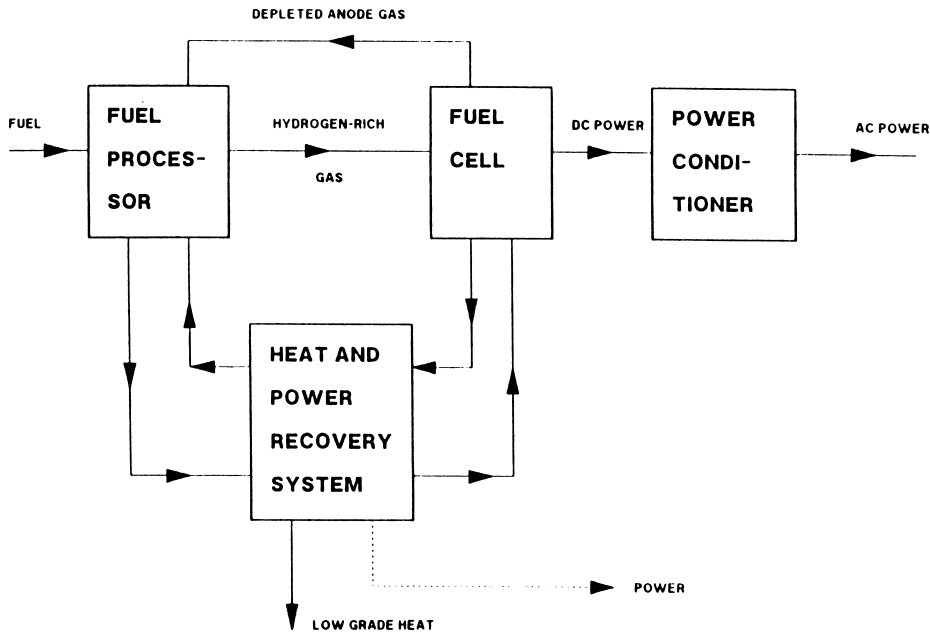 DEPLETED ANODE GAS
FUEL
FUEL
PROCES-
SOR
HYDROGEN-RICH
GAS
FUEL
CELL
DC POWER
POWER
CONDI-
TIONER
AC POWER
HEAT AND
POWER
RECOVERY
SYSTEM
POWER
LOW GRADE HEAT